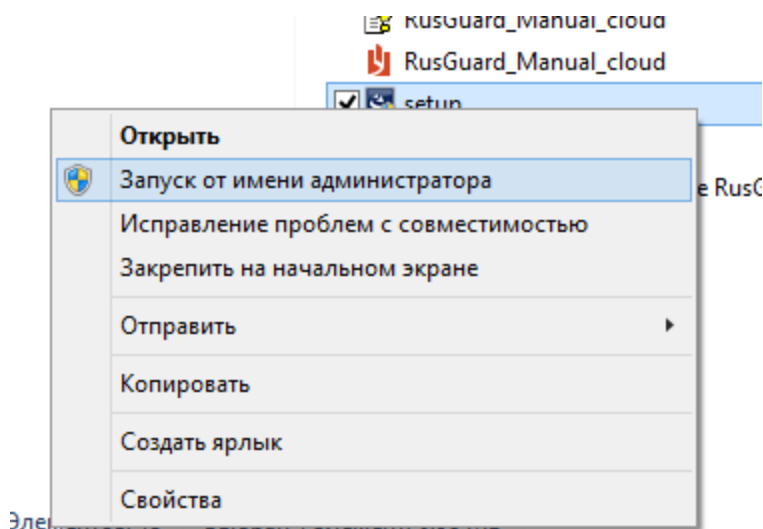 RusGuard_Manual_cloud
RusGuard_Manual_cloud
setup
Открыть
Запуск от имени администратора
е RusG
Исправление проблем с совместимостью
Закрепить на начальном экране
Отправить
Копировать
Создать ярлык
Свойства